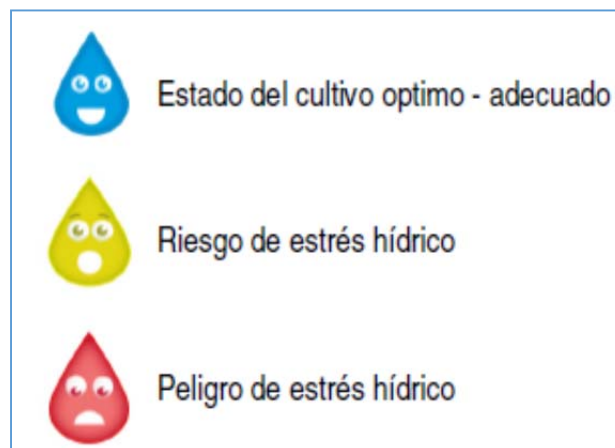 Estado del cultivo optimo - adecuado
Riesgo de estrés hídrico
Peligro de estrés hídrico